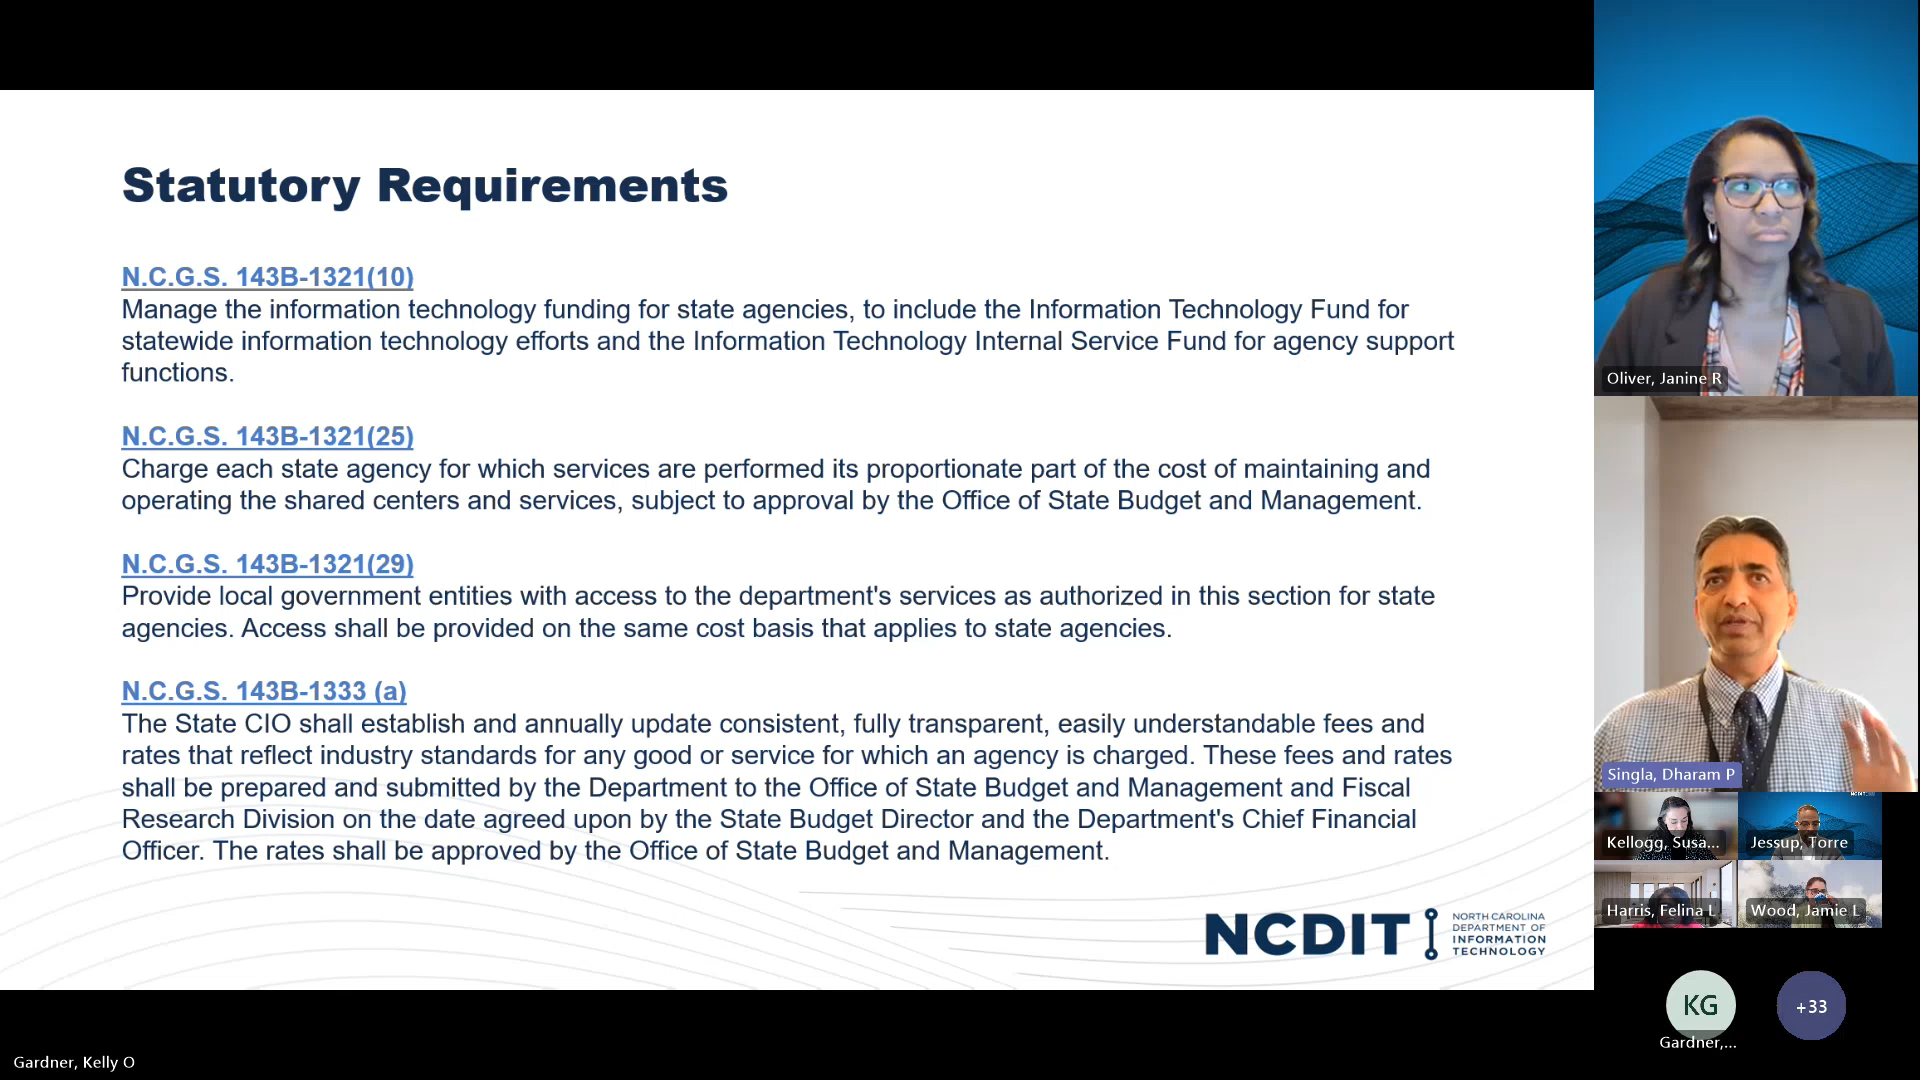 Statutory Requirements
N.C.G.S. 143B-1321(10)
Manage the information technology funding for state agencies, to include the Information Technology Fund for
statewide information technology efforts and the Information Technology Internal Service Fund for agency support
functions.
N.C.G.S. 143B-1321(25)
Charge each state agency for which services are performed its proportionate part of the cost of maintaining and
operating the shared centers and services, subject to approval by the Office of State Budget and Management.
N.C.G.S. 143B-1321(29)
Provide local government entities with access to the department's services as authorized in this section for state
agencies. Access shall be provided on the same cost basis that applies to state agencies.
N.C.G.S. 143B-1333 (a)
The State CIO shall establish and annually update consistent, fully transparent, easily understandable fees and
rates that reflect industry standards for any good or service for which an agency is charged. These fees and rates
shall be prepared and submitted by the Department to the Office of State Budget and Management and Fiscal
Research Division on the date agreed upon by the State Budget Director and the Department's Chief Financial
Officer. The rates shall be approved by the Office of State Budget and Management.
NCDIT
NORTH CAROLINA
DEPARTMENT OF
INFORMATION
TECHNOLOGY
Oliver, Janine R
Singla, Dharam P
Kellogg, Susa...
Jessup, Torre
Harris, Felina L
Wood, Jamie L
KG
+33
Gardner,...
Gardner, Kelly O